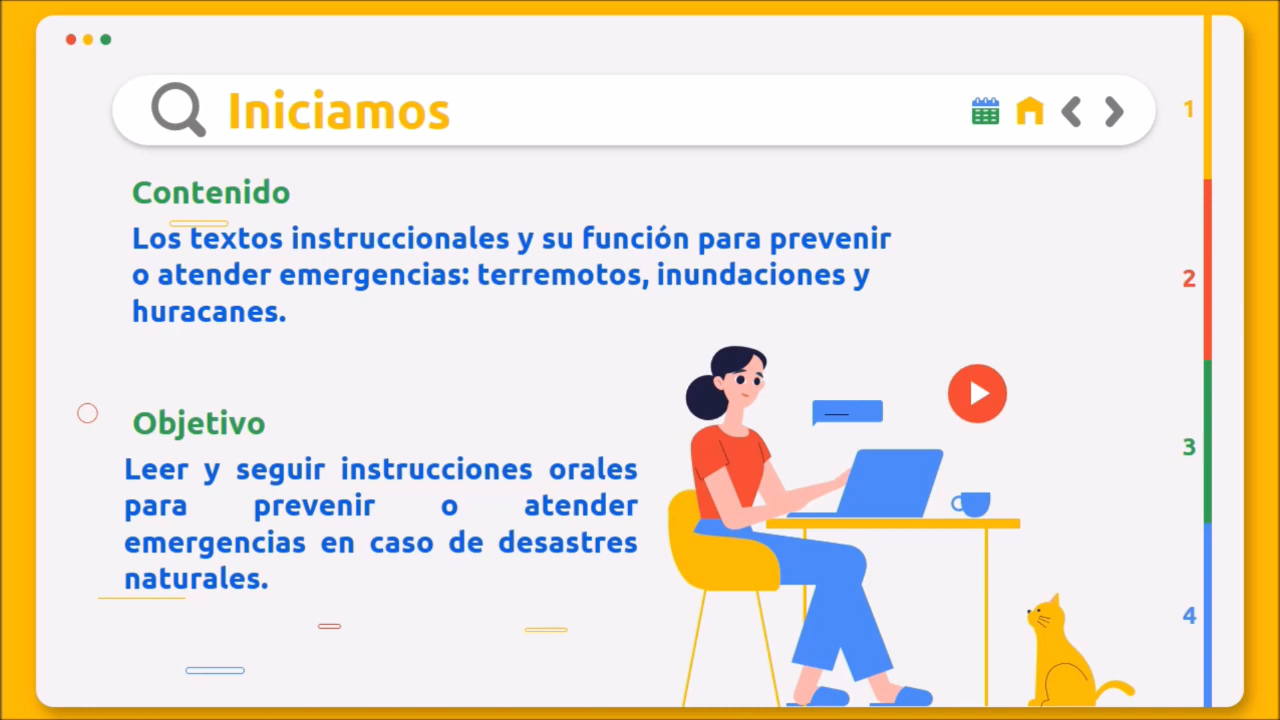 Iniciamos
1
Contenido
Los textos instruccionales y su función para prevenir
o atender emergencias: terremotos, inundaciones y
huracanes.
2
Objetivo
Leer y seguir instrucciones orales
para prevenir o atender
emergencias en caso de desastres
naturales.
3
4